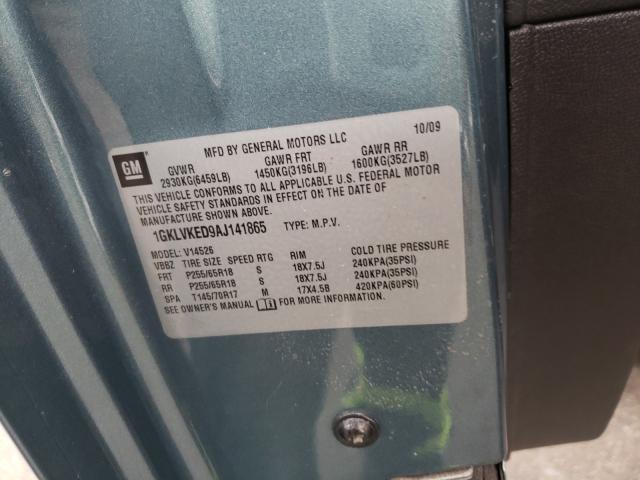 MFD BY GENERAL MOTORS LLC 10/09
GM
GVWR GAWR FRT GAWR RR
2930KG(6459LB) 1450KG(3196LB) 1600KG(3527LB)
THIS VEHICLE CONFORMS TO ALL APPLICABLE U.S. FEDERAL MOTOR
VEHICLE SAFETY STANDARDS IN EFFECT ON THE DATE OF
MANUFACTURE SHOWN ABOVE.
1GKLVKED9AJ141865 TYPE: M.P.V.
MODEL: V14526
VBBZ TIRE SIZE SPEED RTG RIM COLD TIRE PRESSURE
FRT P255/65R18 S 18X7.5J 240KPA(35PSI)
RR P255/65R18 S 18X7.5J 240KPA(35PSI)
SPA T145/70R17 M 17X4.5B 420KPA(60PSI)
SEE OWNER'S MANUAL FOR MORE INFORMATION.